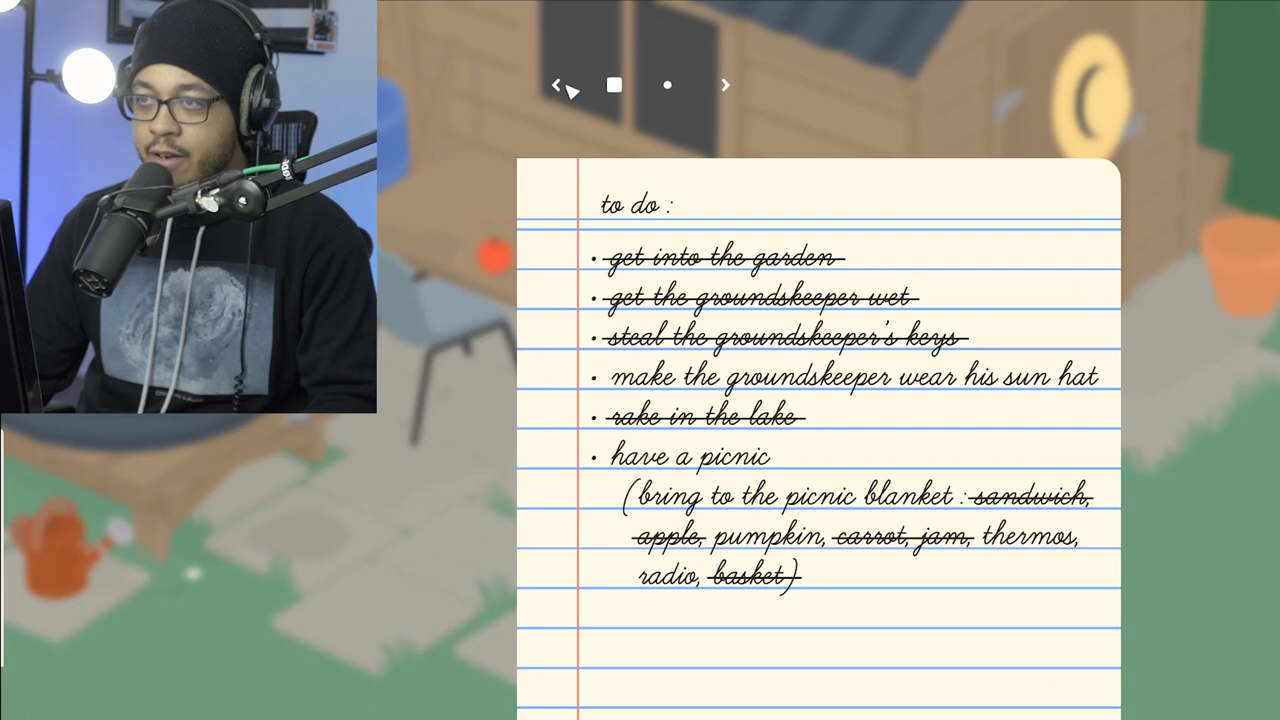 to do :
• get into the garden
• get the groundskeeper wet
• steal the groundskeeper's keys
• make the groundskeeper wear his sun hat
• rake in the lake
• have a picnic
(bring to the picnic blanket : sandwich,
apple, pumpkin, carrot, jam, thermos,
radio, basket)